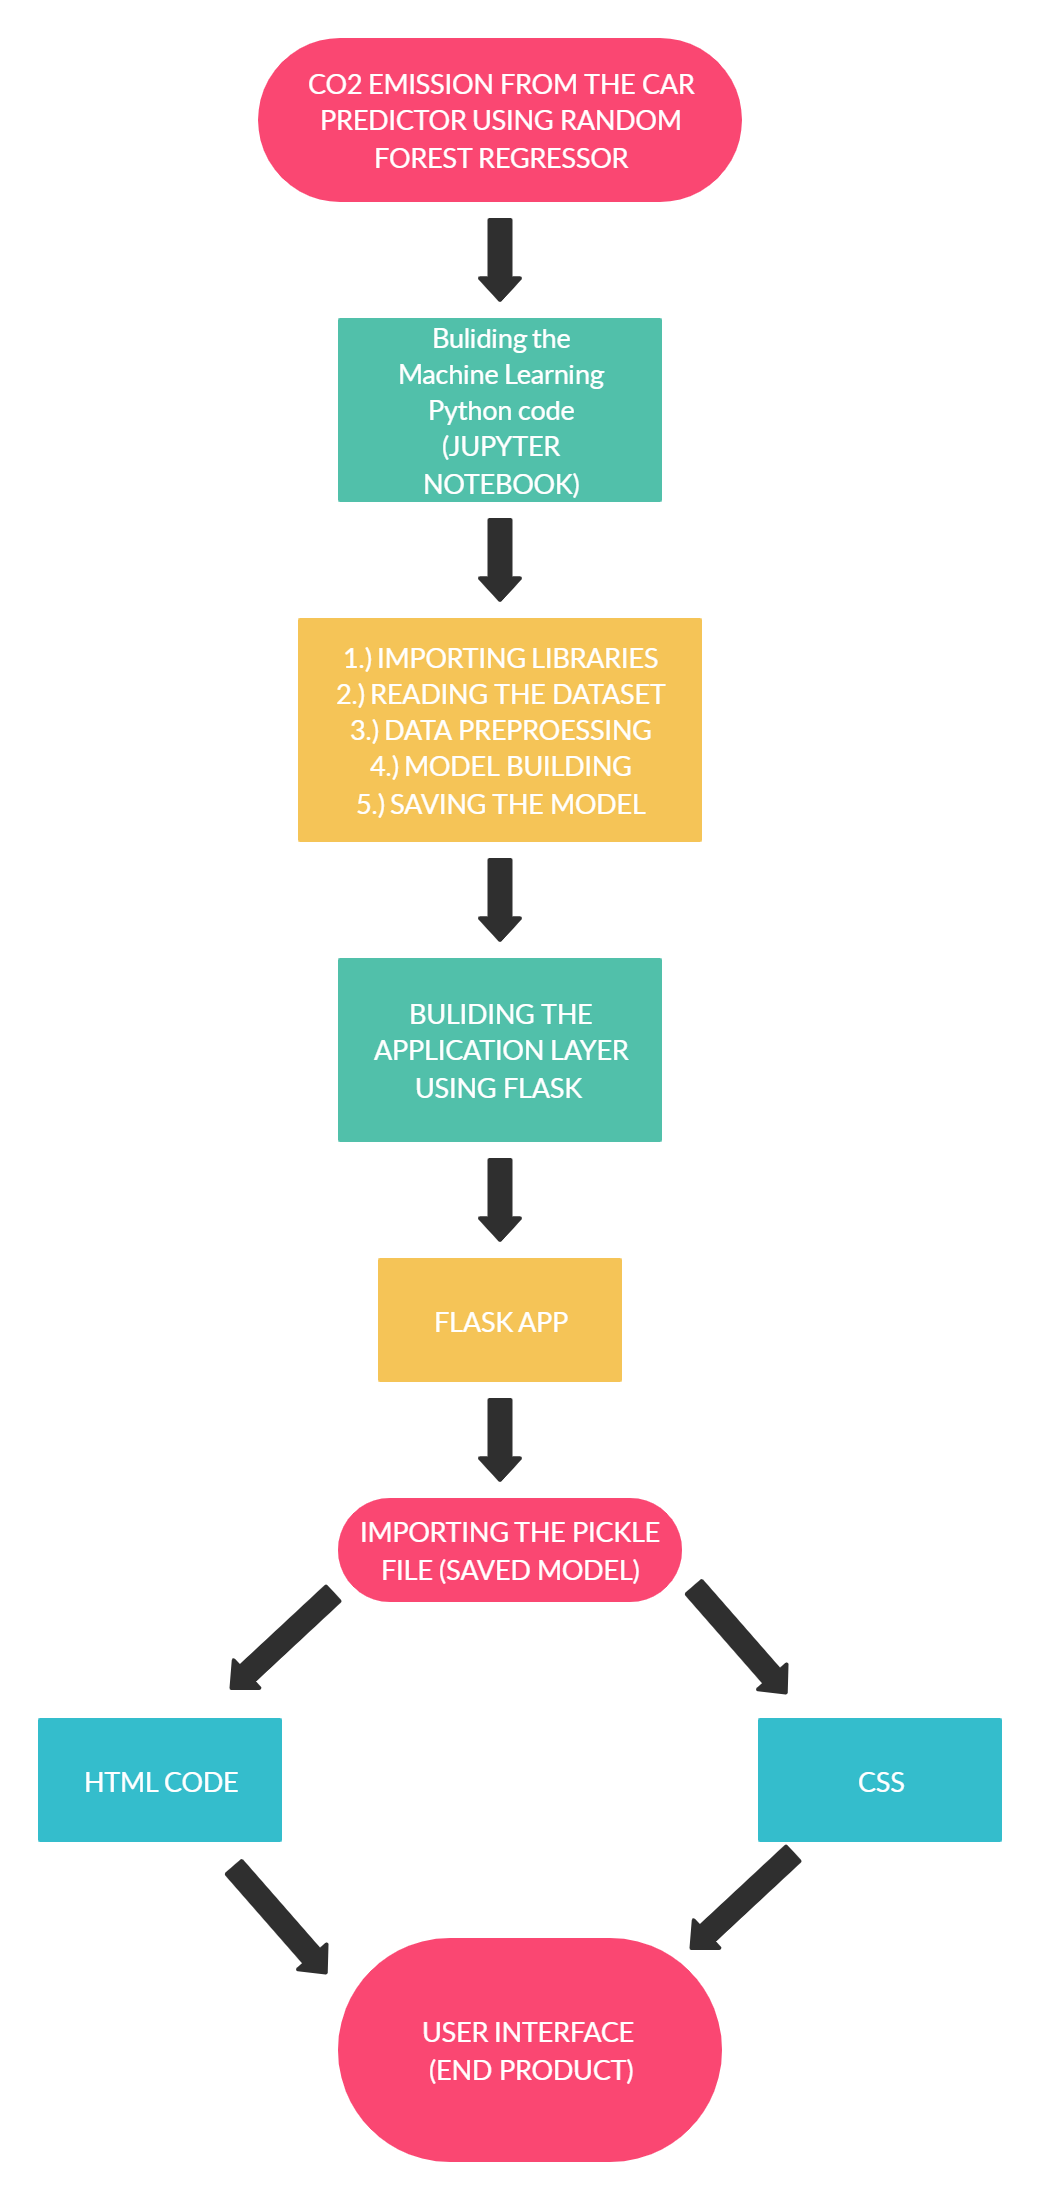 CO2 EMISSION FROM THE CAR
PREDICTOR USING RANDOM
FOREST REGRESSOR
Buliding the
Machine Learning
Python code
(JUPYTER
NOTEBOOK)
1.) IMPORTING LIBRARIES
2.) READING THE DATASET
3.) DATA PREPROESSING
4.) MODEL BUILDING
5.) SAVING THE MODEL
BULIDING THE
APPLICATION LAYER
USING FLASK
FLASK APP
IMPORTING THE PICKLE
FILE (SAVED MODEL)
HTML CODE
CSS
USER INTERFACE
(END PRODUCT)